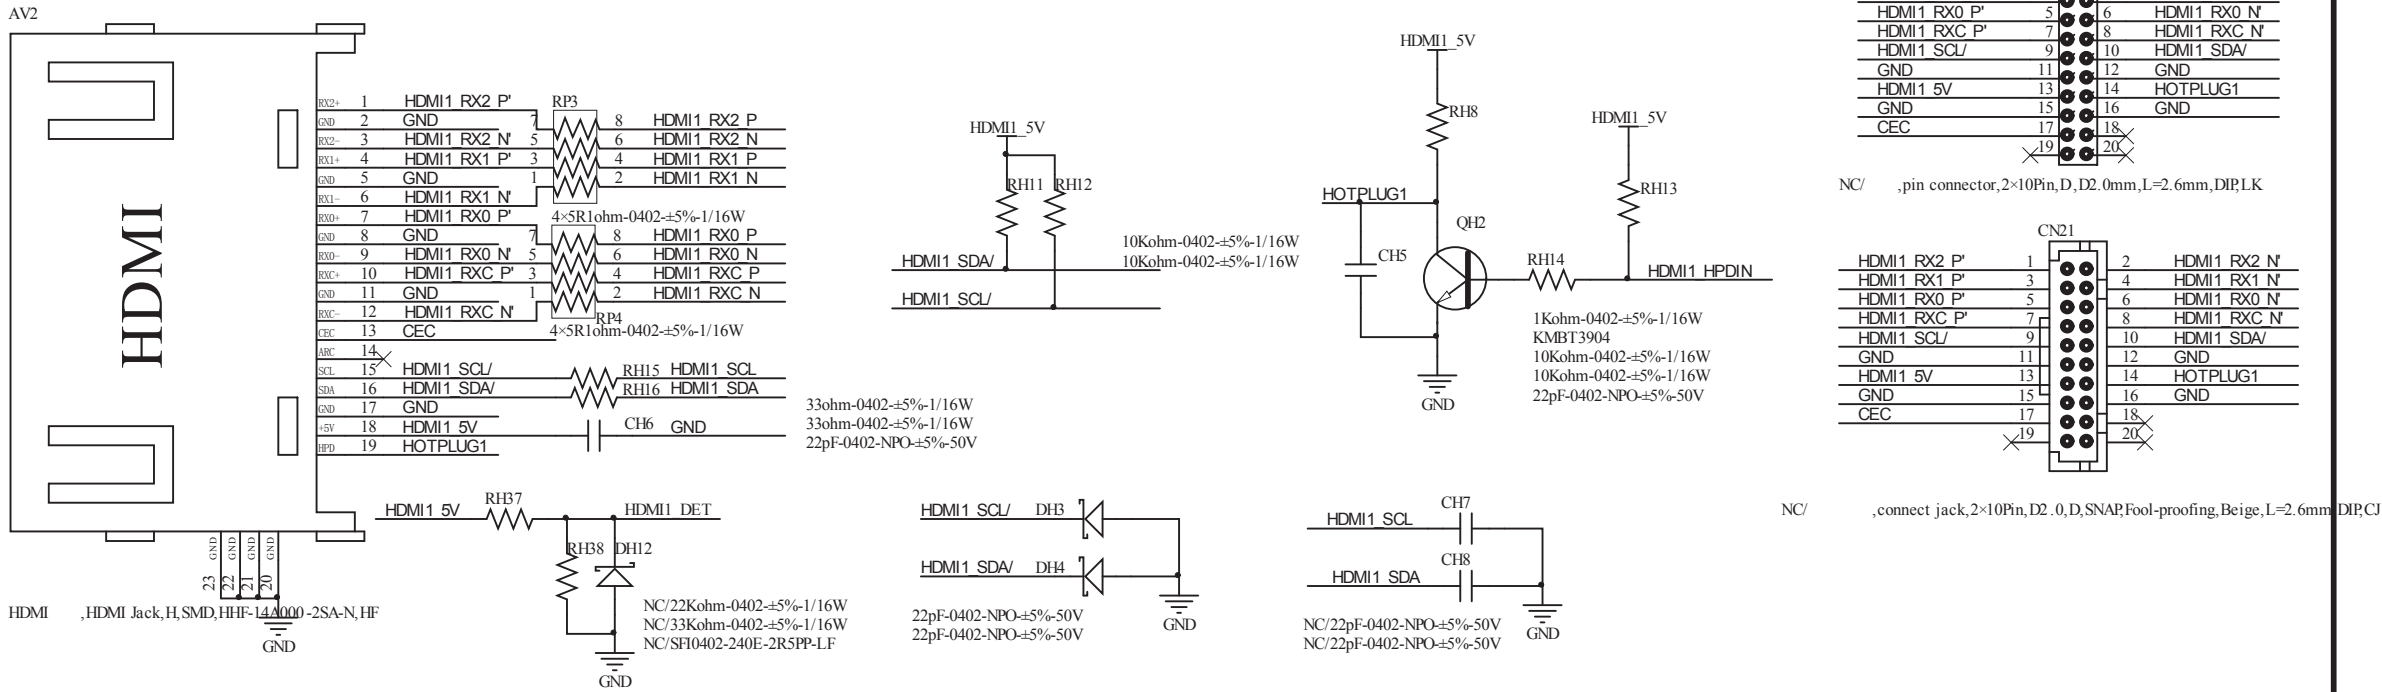 AV2
HDMI
RX2+ 1 HDMI1_RX2_P'
GND 2 GND
RX2- 3 HDMI1_RX2_N'
RX1+ 4 HDMI1_RX1_P'
GND 5 GND
RX1- 6 HDMI1_RX1_N'
RX0+ 7 HDMI1_RX0_P'
GND 8 GND
RX0- 9 HDMI1_RX0_N'
RXC+ 10 HDMI1_RXC_P'
GND 11 GND
RXC- 12 HDMI1_RXC_N'
CEC 13 CEC
ARC 14
SCL 15 HDMI1_SCL/
SDA 16 HDMI1_SDA/
GND 17 GND
+5V 18 HDMI1_5V
HPD 19 HOTPLUG1
RP3
7 8 HDMI1_RX2_P
5 6 HDMI1_RX2_N
3 4 HDMI1_RX1_P
1 2 HDMI1_RX1_N
4×5R1ohm-0402-±5%-1/16W
7 8 HDMI1_RX0_P
5 6 HDMI1_RX0_N
3 4 HDMI1_RXC_P
1 2 HDMI1_RXC_N
RP4
4×5R1ohm-0402-±5%-1/16W
RH15 HDMI1_SCL
RH16 HDMI1_SDA
CH6 GND
33ohm-0402-±5%-1/16W
33ohm-0402-±5%-1/16W
22pF-0402-NPO-±5%-50V
GND GND GND GND
23 22 21 20
HDMI ,HDMI Jack,H,SMD,HHF-14A000-2SA-N,HF
GND
HDMI1_5V RH37 HDMI1_DET
RH38 DH12
NC/22Kohm-0402-±5%-1/16W
NC/33Kohm-0402-±5%-1/16W
NC/SFI0402-240E-2R5PP-LF
GND
HDMI1_5V
RH11 RH12
10Kohm-0402-±5%-1/16W
10Kohm-0402-±5%-1/16W
HDMI1_SDA/
HDMI1_SCL/
HDMI1_SCL/ DH3
HDMI1_SDA/ DH4
22pF-0402-NPO-±5%-50V
22pF-0402-NPO-±5%-50V
GND
HDMI1_5V
RH8
HDMI1_5V
RH13
HOTPLUG1
QH2
CH5
RH14
HDMI1_HPDIN
GND
1Kohm-0402-±5%-1/16W
KMBT3904
10Kohm-0402-±5%-1/16W
10Kohm-0402-±5%-1/16W
22pF-0402-NPO-±5%-50V
HDMI1_SCL CH7
HDMI1_SDA CH8
NC/22pF-0402-NPO-±5%-50V
NC/22pF-0402-NPO-±5%-50V
GND
HDMI1_RX0_P' 5 6 HDMI1_RX0_N'
HDMI1_RXC_P' 7 8 HDMI1_RXC_N'
HDMI1_SCL/ 9 10 HDMI1_SDA/
GND 11 12 GND
HDMI1_5V 13 14 HOTPLUG1
GND 15 16 GND
CEC 17 18
19 20
NC/ ,pin connector,2×10Pin,D,D2.0mm,L=2.6mm,DIP,LK
CN21
HDMI1_RX2_P' 1 2 HDMI1_RX2_N'
HDMI1_RX1_P' 3 4 HDMI1_RX1_N'
HDMI1_RX0_P' 5 6 HDMI1_RX0_N'
HDMI1_RXC_P' 7 8 HDMI1_RXC_N'
HDMI1_SCL/ 9 10 HDMI1_SDA/
GND 11 12 GND
HDMI1_5V 13 14 HOTPLUG1
GND 15 16 GND
CEC 17 18
19 20
NC/ ,connect jack,2×10Pin,D2.0,D,SNAP,Fool-proofing,Beige,L=2.6mm,DIP,CJ